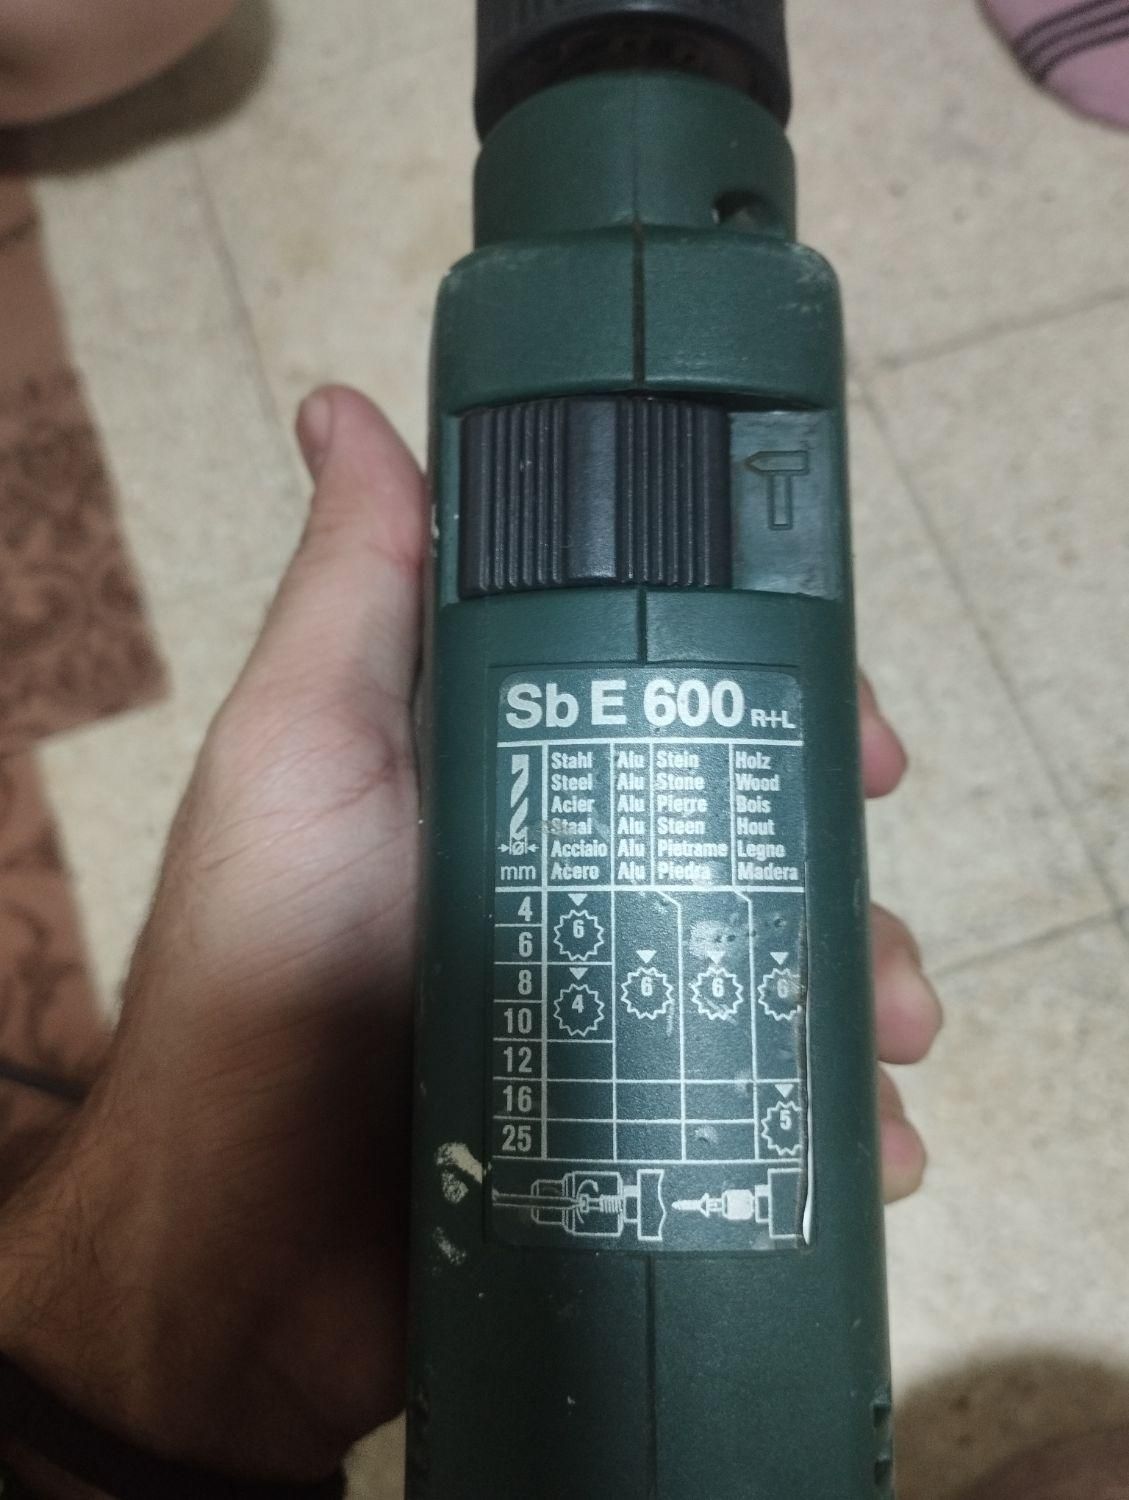 Sb E 600 R+L
Stahl Alu Stein Holz
Steel Alu Stone Wood
Acier Alu Pierre Bois
Staal Alu Steen Hout
Ø Acciaio Alu Pietrame Legno
mm Acero Alu Piedra Madera
4
6
6
8
6 6 6
4
10
12
16
5
25